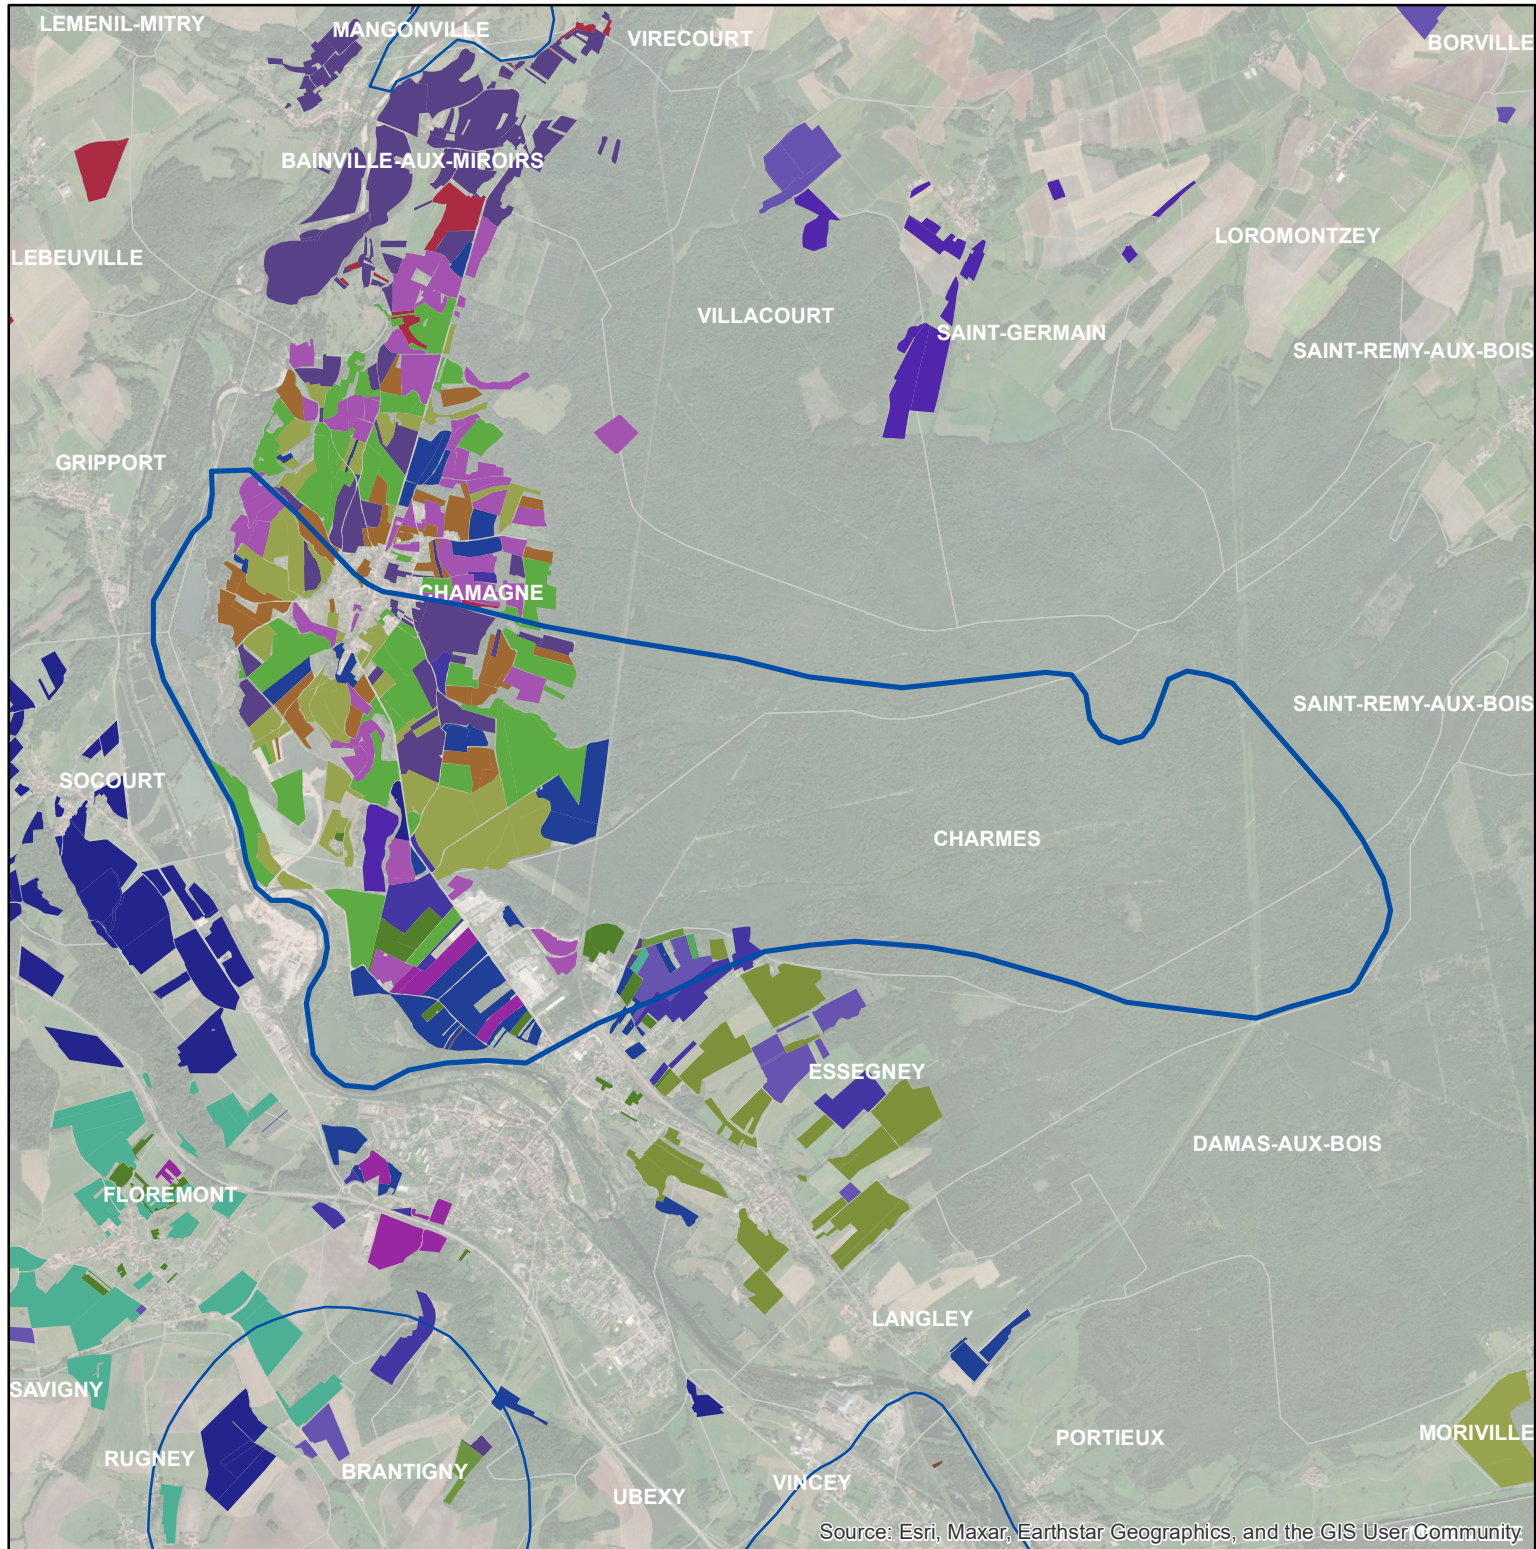 LEMENIL-MITRY
MANGONVILLE
VIRECOURT
BORVILLE
BAINVILLE-AUX-MIROIRS
LEBEUVILLE
LOROMONTZEY
VILLACOURT
SAINT-GERMAIN
SAINT-REMY-AUX-BOIS
GRIPPORT
CHAMAGNE
SAINT-REMY-AUX-BOIS
SOCOURT
CHARMES
ESSEGNEY
DAMAS-AUX-BOIS
FLOREMONT
LANGLEY
SAVIGNY
MORIVILLE
PORTIEUX
RUGNEY
BRANTIGNY
VINCEY
UBEXY
Source: Esri, Maxar, Earthstar Geographics, and the GIS User Community